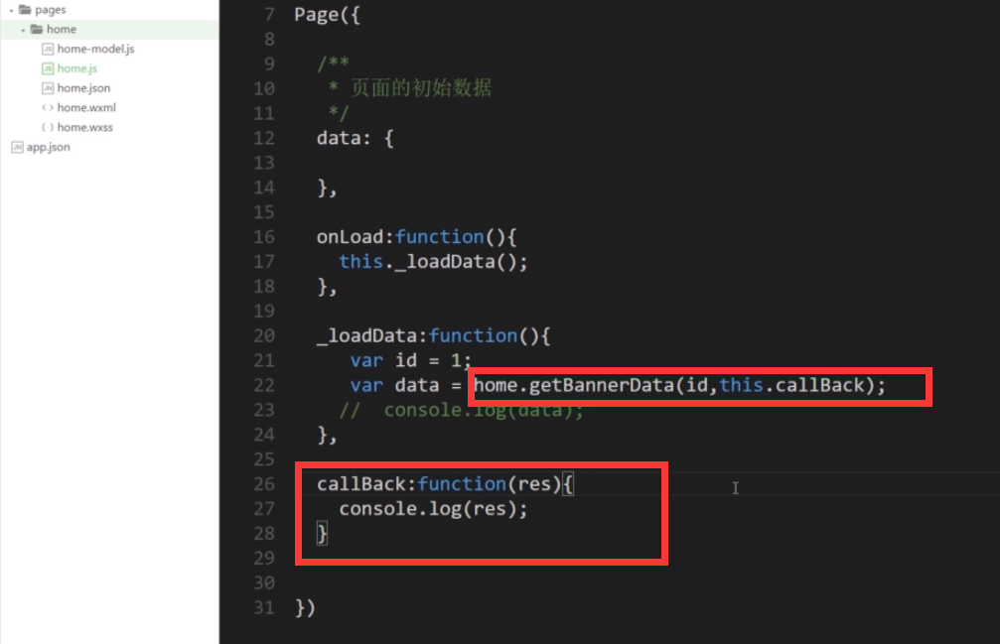 pages
home
home-model.js
home.js
home.json
home.wxml
home.wxss
app.json
7 Page({
8
9 /**
10 * 页面的初始数据
11 */
12 data: {
13
14 },
15
16 onLoad:function(){
17 this._loadData();
18 },
19
20 _loadData:function(){
21 var id = 1;
22 var data = home.getBannerData(id,this.callBack);
23 // console.log(data);
24 },
25
26 callBack:function(res){
27 console.log(res);
28 }
29
30
31 })